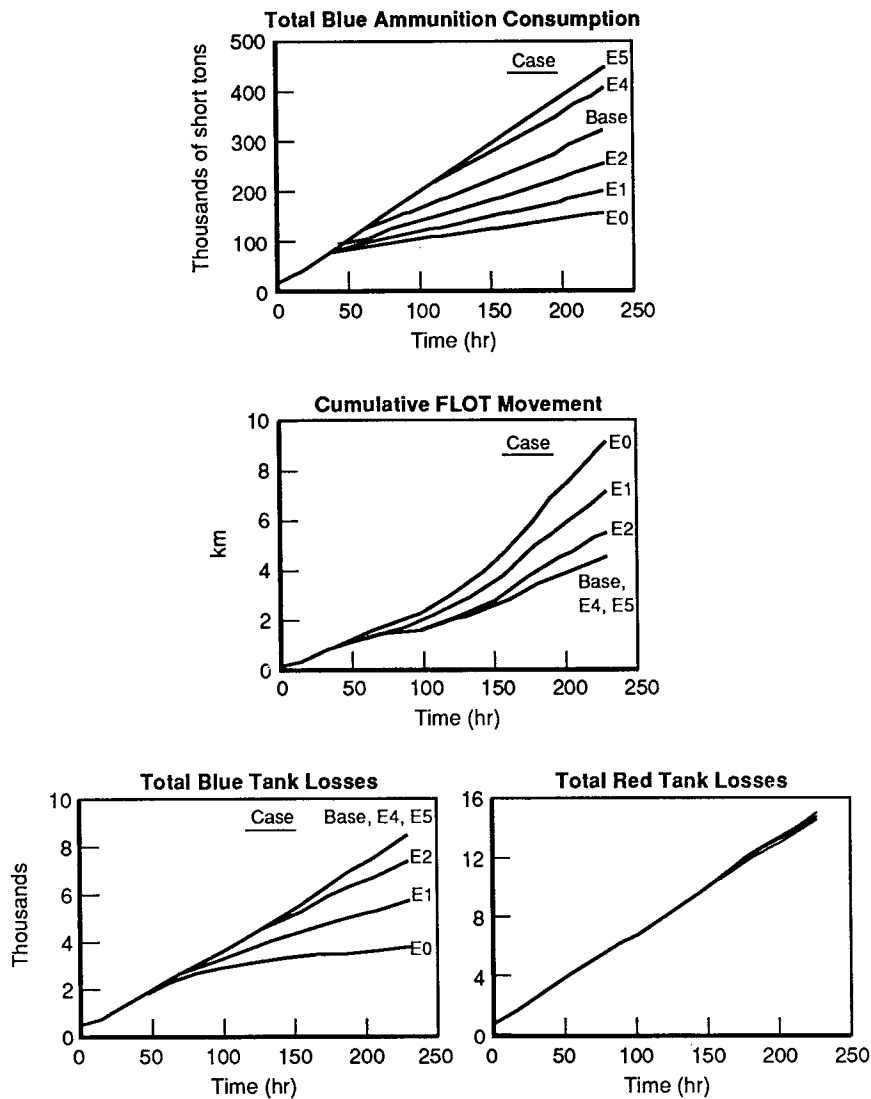 Total Blue Ammunition Consumption
Thousands of short tons
500
400
300
200
100
0
Case
E5
E4
Base
E2
E1
E0
0 50 100 150 200 250
Time (hr)
Cumulative FLOT Movement
km
10
8
6
4
2
0
Case
E0
E1
E2
Base,
E4, E5
0 50 100 150 200 250
Time (hr)
Total Blue Tank Losses
Thousands
10
8
6
4
2
0
Case Base, E4, E5
E2
E1
E0
0 50 100 150 200 250
Time (hr)
Total Red Tank Losses
16
12
8
4
0
0 50 100 150 200 250
Time (hr)